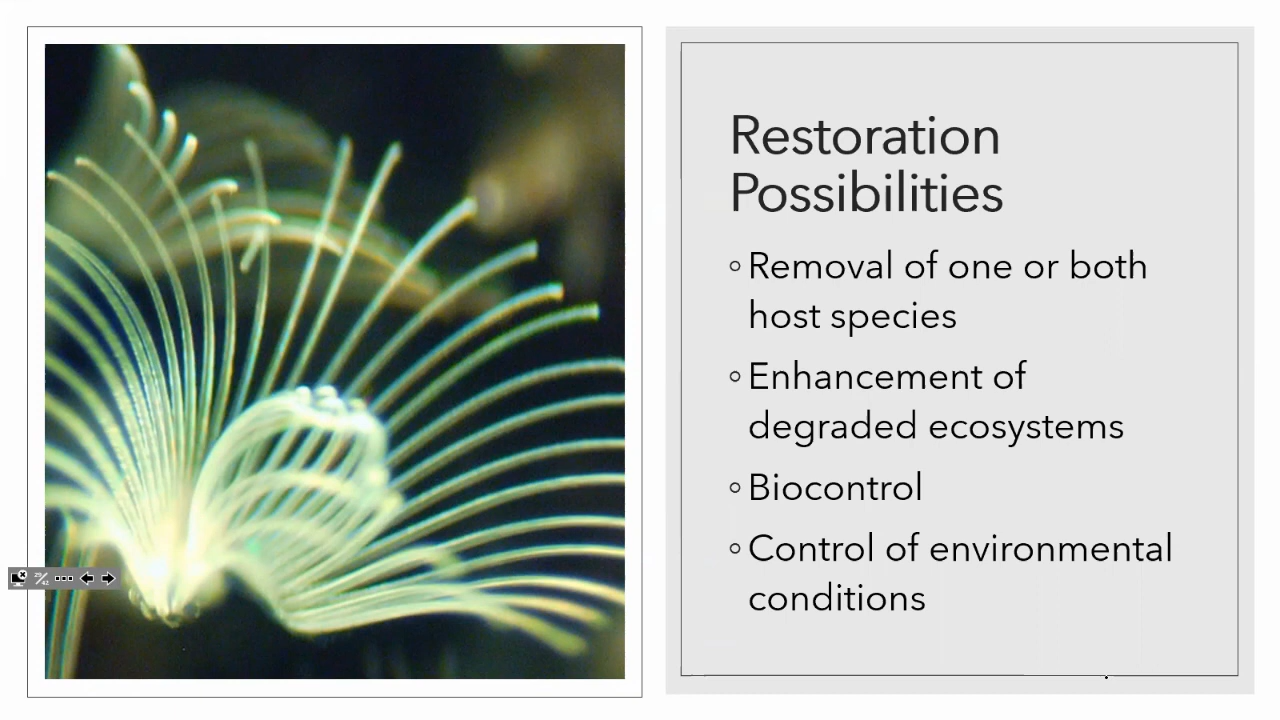 Restoration
Possibilities
◦Removal of one or both
host species
◦Enhancement of
degraded ecosystems
◦Biocontrol
◦Control of environmental
conditions